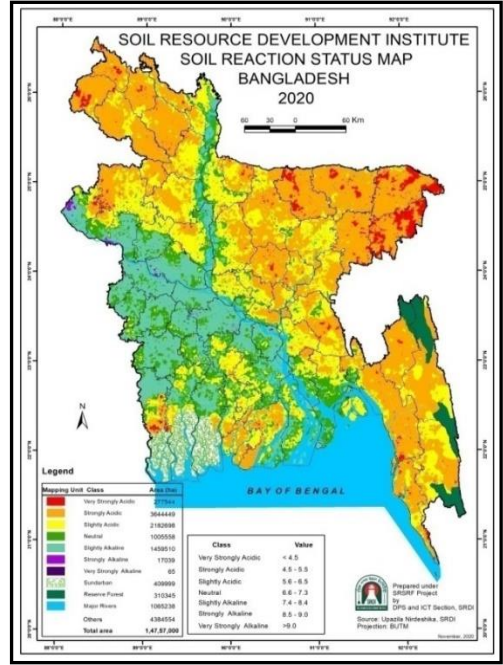 SOIL RESOURCE DEVELOPMENT INSTITUTE
SOIL REACTION STATUS MAP
BANGLADESH
2020
60 30 0 60 Km
N
BAY OF BENGAL
Legend
Mapping Unit Class Area (ha)
Very Strongly Acidic
Strongly Acidic 3644449
Slightly Acidic 2182698
Neutral 1005558
Slightly Alkaline 1459510
Strongly Alkaline 17039
Very Strongly Alkaline 65
Sundarban 409999
Reserve Forest 310345
Major Rivers 1065238
Others 4384554
Total area 1,47,57,000
Class Value
Very Strongly Acidic < 4.5
Strongly Acidic 4.5 - 5.5
Slightly Acidic 5.6 - 6.5
Neutral 6.6 - 7.3
Slightly Alkaline 7.4 - 8.4
Strongly Alkaline 8.5 - 9.0
Very Strongly Alkaline >9.0
Prepared under
SRSRF Project
by
DPS and ICT Section, SRDI
Source: Upazila Nirdeshika, SRDI
Projection: BUTM
November, 2020